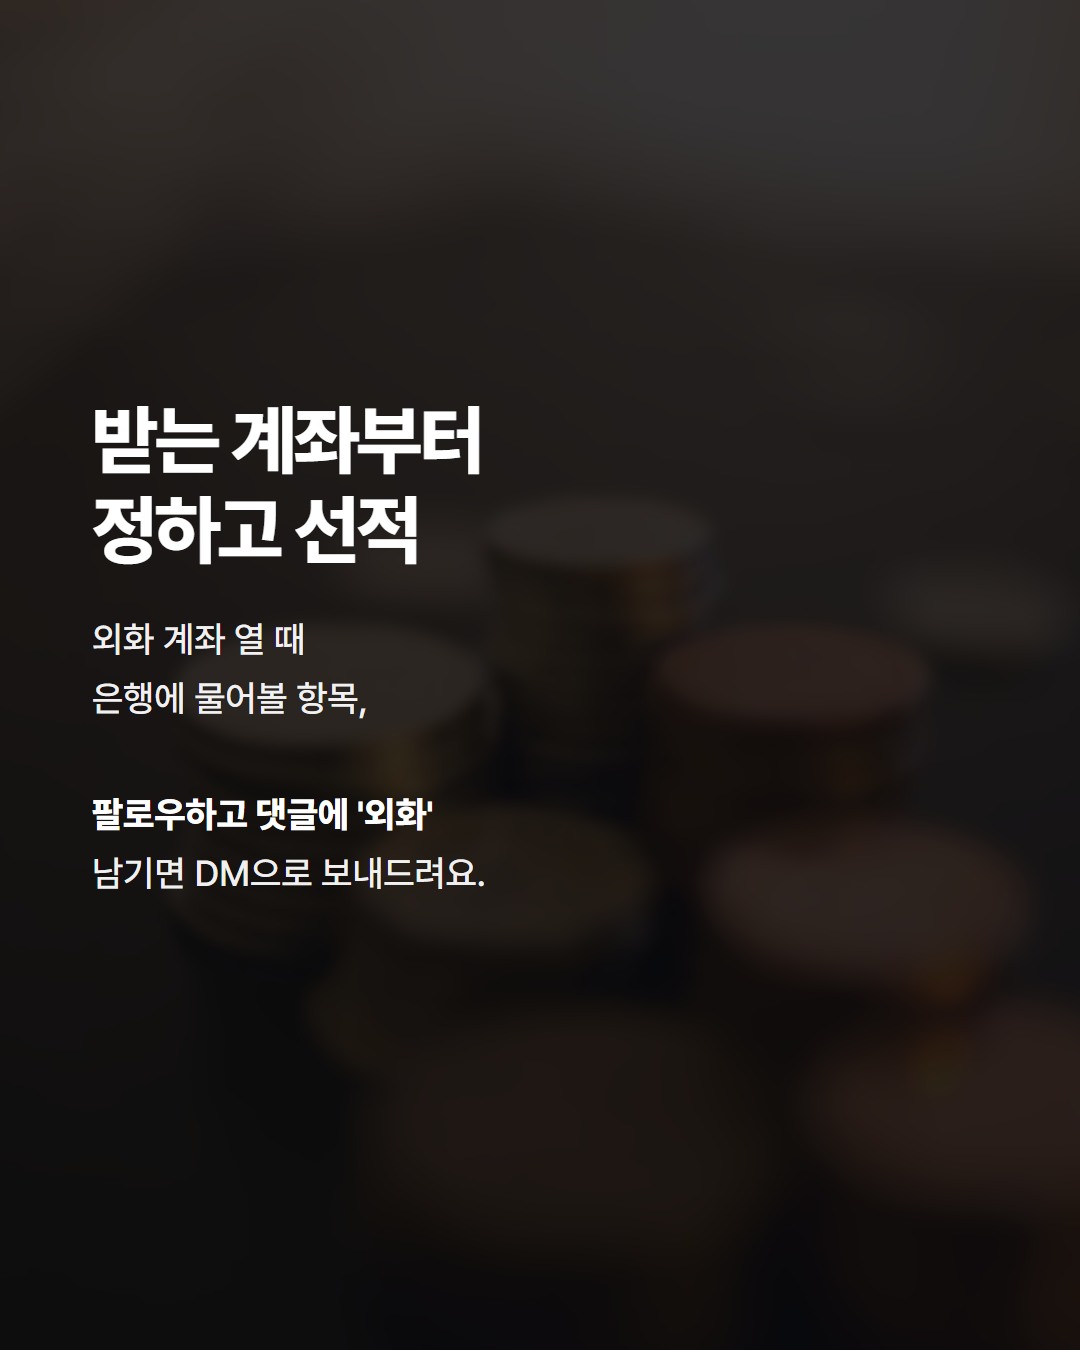 받는 계좌부터
정하고 선적
외화 계좌 열 때
은행에 물어볼 항목,
팔로우하고 댓글에 '외화'
남기면 DM으로 보내드려요.